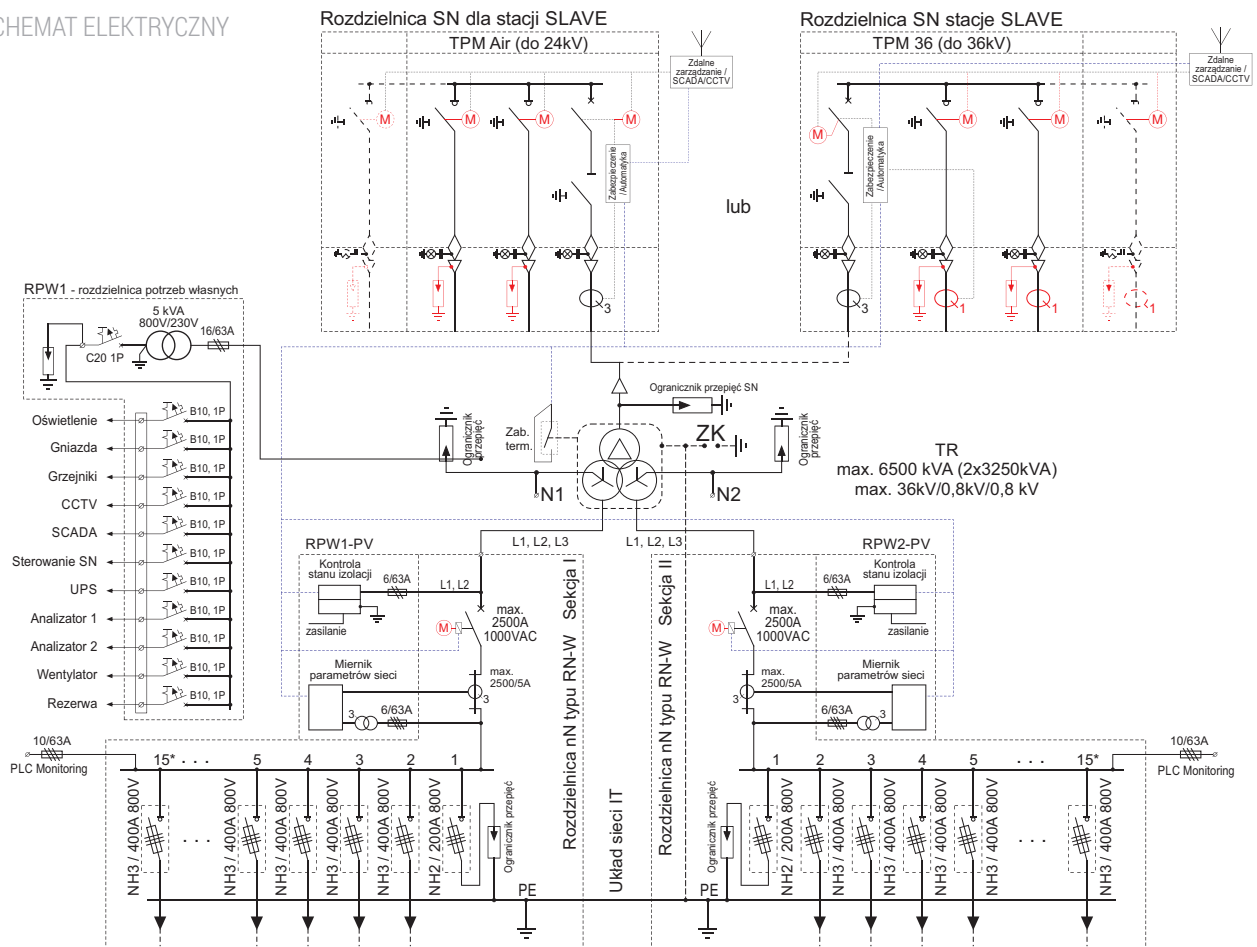 CHEMAT ELEKTRYCZNY
Rozdzielnica SN dla stacji SLAVE
TPM Air (do 24kV)
Zdalne
zarządzanie /
SCADA/CCTV
M
M
M
M
Zabezpieczenie
/Automatyka
3
lub
Rozdzielnica SN stacje SLAVE
TPM 36 (do 36kV)
Zdalne
zarządzanie /
SCADA/CCTV
M
M
M
M
Zabezpieczenie
/Automatyka
3
1
1
1
RPW1 - rozdzielnica potrzeb własnych
5 kVA
800V/230V
16/63A
C20 1P
Oświetlenie
B10, 1P
Gniazda
B10, 1P
Grzejniki
B10, 1P
CCTV
B10, 1P
SCADA
B10, 1P
Sterowanie SN
B10, 1P
UPS
B10, 1P
Analizator 1
B10, 1P
Analizator 2
B10, 1P
Wentylator
B10, 1P
Rezerwa
B10, 1P
Ogranicznik przepięć SN
Ogranicznik
przepięć
Zab.
term.
ZK
Ogranicznik
przepięć
N1
N2
TR
max. 6500 kVA (2x3250kVA)
max. 36kV/0,8kV/0,8 kV
L1, L2, L3
L1, L2, L3
RPW1-PV
Kontrola
stanu izolacji
6/63A
L1, L2
zasilanie
M
max.
2500A
1000VAC
Miernik
parametrów sieci
max.
2500/5A
3
3
6/63A
Rozdzielnica nN typu RN-W Sekcja I
Układ sieci IT
Rozdzielnica nN typu RN-W Sekcja II
RPW2-PV
Kontrola
stanu izolacji
L1, L2
6/63A
zasilanie
M
max.
2500A
1000VAC
Miernik
parametrów sieci
max.
2500/5A
3
6/63A
3
10/63A
PLC Monitoring
15* . . .
5
4
3
2
1
NH3 / 400A 800V
. . .
NH3 / 400A 800V
NH3 / 400A 800V
NH3 / 400A 800V
NH3 / 400A 800V
NH2 / 200A 800V
Ogranicznik przepięć
PE
1
2
3
4
5
. . .
15*
10/63A
PLC Monitoring
Ogranicznik przepięć
NH2 / 200A 800V
NH3 / 400A 800V
NH3 / 400A 800V
NH3 / 400A 800V
NH3 / 400A 800V
. . .
NH3 / 400A 800V
PE